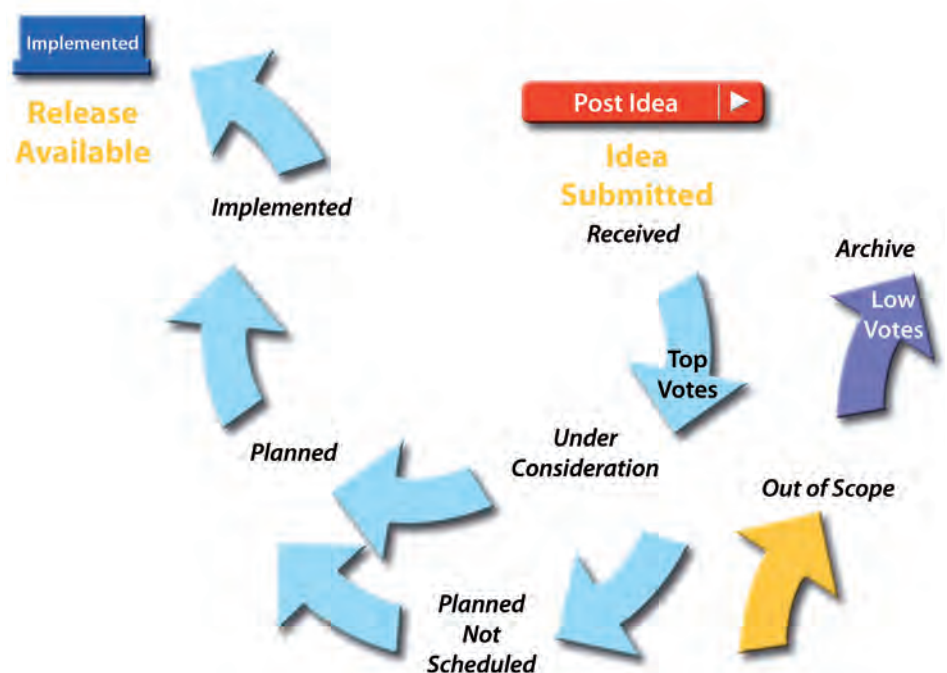 Implemented
Release
Available
Post Idea
Idea
Submitted
Received
Implemented
Archive
Low
Votes
Top
Votes
Under
Consideration
Planned
Out of Scope
Planned
Not
Scheduled